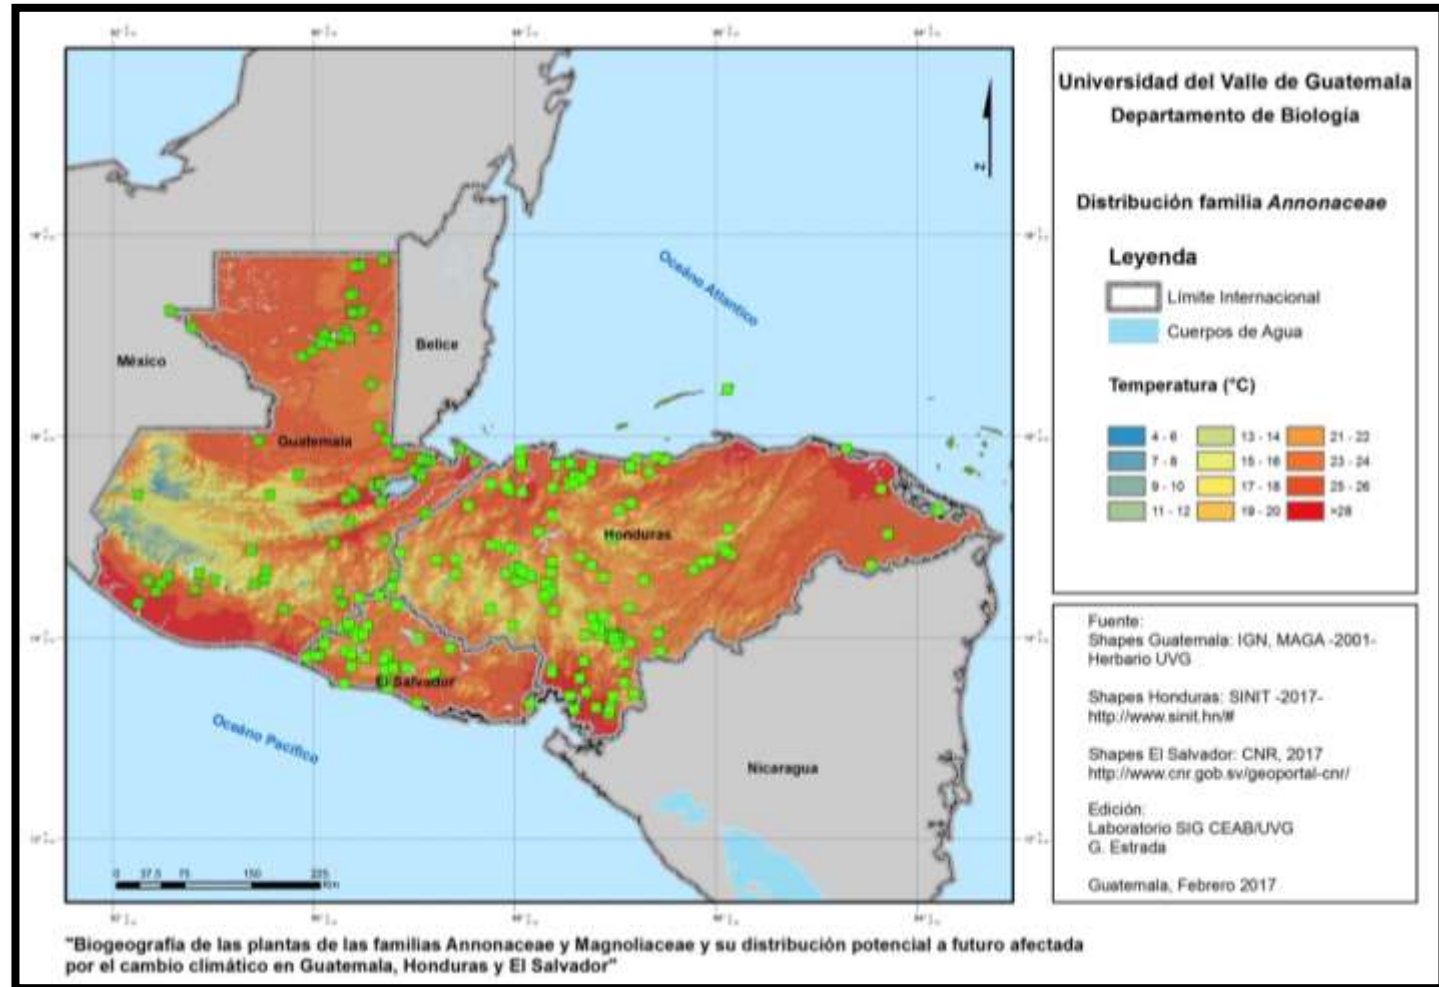 Océano Atlantico
Belice
México
Guatemala
Honduras
El Salvador
Océano Pacífico
Nicaragua
0 37.5 75 150 225
Km
N
Universidad del Valle de Guatemala
Departamento de Biología
Distribución familia Annonaceae
Leyenda
Límite Internacional
Cuerpos de Agua
Temperatura (°C)
4 - 6 13 - 14 21 - 22
7 - 8 15 - 16 23 - 24
9 - 10 17 - 18 25 - 26
11 - 12 19 - 20 >28
Fuente:
Shapes Guatemala: IGN, MAGA -2001-
Herbario UVG
Shapes Honduras: SINIT -2017-
http://www.sinit.hn/#
Shapes El Salvador: CNR, 2017
http://www.cnr.gob.sv/geoportal-cnr/
Edición:
Laboratorio SIG CEAB/UVG
G. Estrada
Guatemala, Febrero 2017
"Biogeografía de las plantas de las familias Annonaceae y Magnoliaceae y su distribución potencial a futuro afectada
por el cambio climático en Guatemala, Honduras y El Salvador"